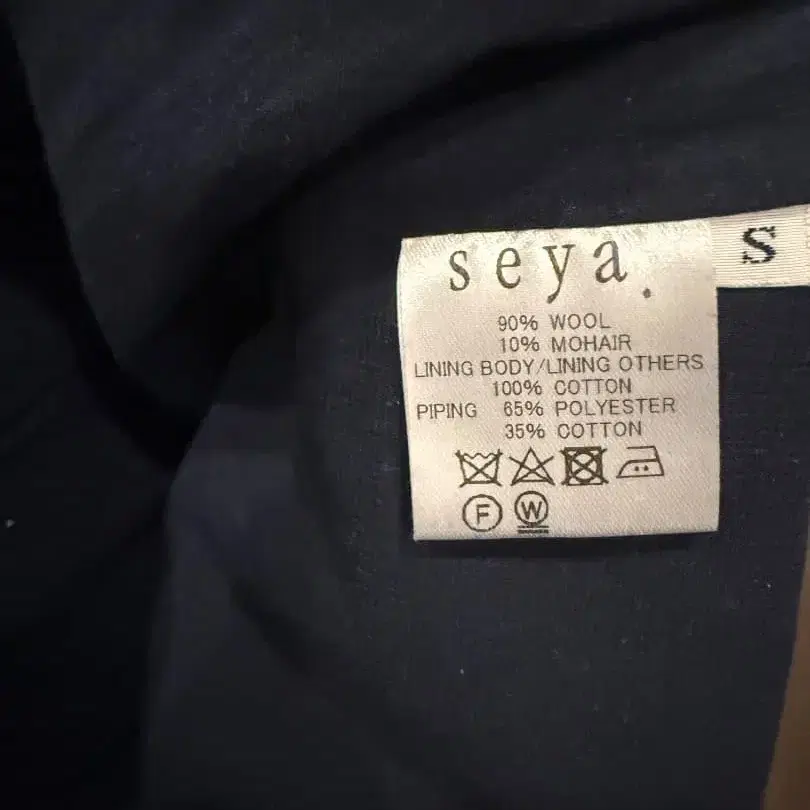 seya.
S
90% WOOL
10% MOHAIR
LINING BODY/LINING OTHERS
100% COTTON
PIPING 65% POLYESTER
35% COTTON
F W